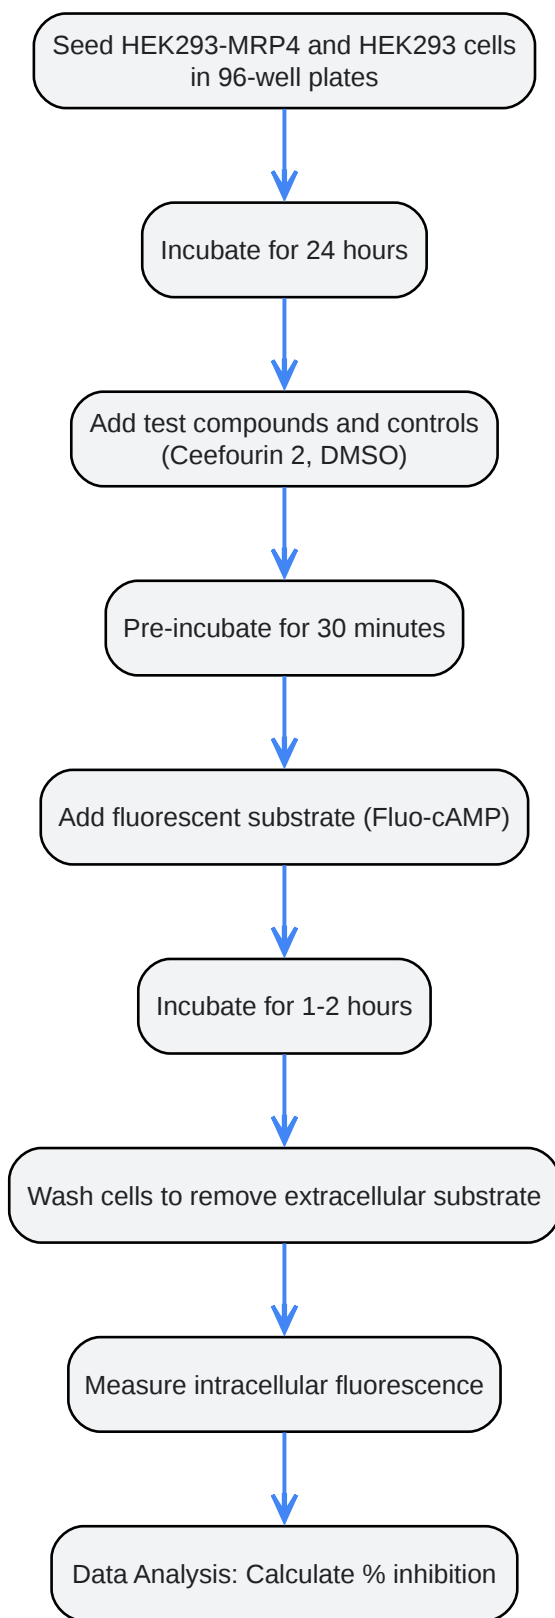 Seed HEK293-MRP4 and HEK293 cells
in 96-well plates
Incubate for 24 hours
Add test compounds and controls
(Ceefourin 2, DMSO)
Pre-incubate for 30 minutes
Add fluorescent substrate (Fluo-cAMP)
Incubate for 1-2 hours
Wash cells to remove extracellular substrate
Measure intracellular fluorescence
Data Analysis: Calculate % inhibition